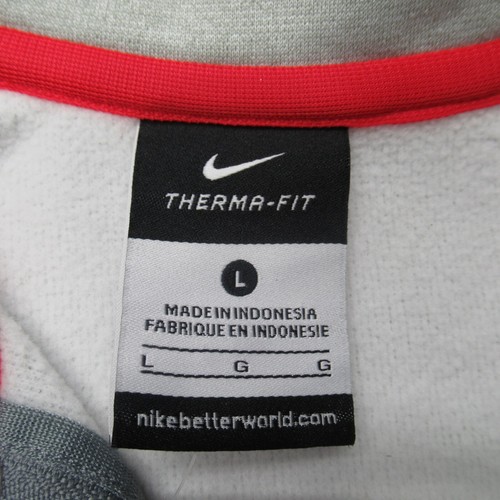 THERMA-FIT
L
MADE IN INDONESIA
FABRIQUE EN INDONESIE
L G G
nikebetterworld.com